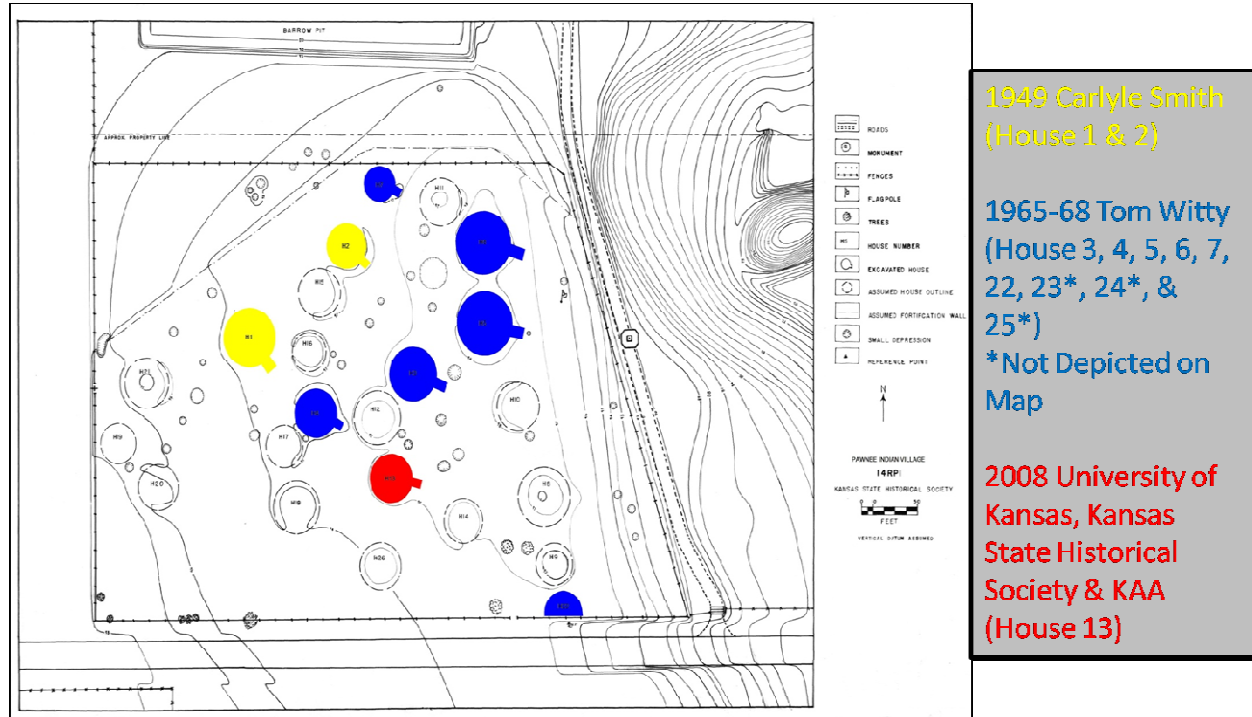 BARROW PIT
APPROX. PROPERTY LINE
H11
H2
H15
H1
H16
H21
H12
H10
H19
H17
H20
H18
H8
H14
H26
H9
ROADS
MONUMENT
FENCES
FLAGPOLE
TREES
HOUSE NUMBER
EXCAVATED HOUSE
ASSUMED HOUSE OUTLINE
ASSUMED FORTIFICATION WALL
SMALL DEPRESSION
REFERENCE POINT
N
PAWNEE INDIAN VILLAGE
14RP1
KANSAS STATE HISTORICAL SOCIETY
0 50
FEET
VERTICAL DATUM ASSUMED
1949 Carlyle Smith
(House 1 & 2)
1965-68 Tom Witty
(House 3, 4, 5, 6, 7,
22, 23*, 24*, &
25*)
*Not Depicted on
Map
2008 University of
Kansas, Kansas
State Historical
Society & KAA
(House 13)